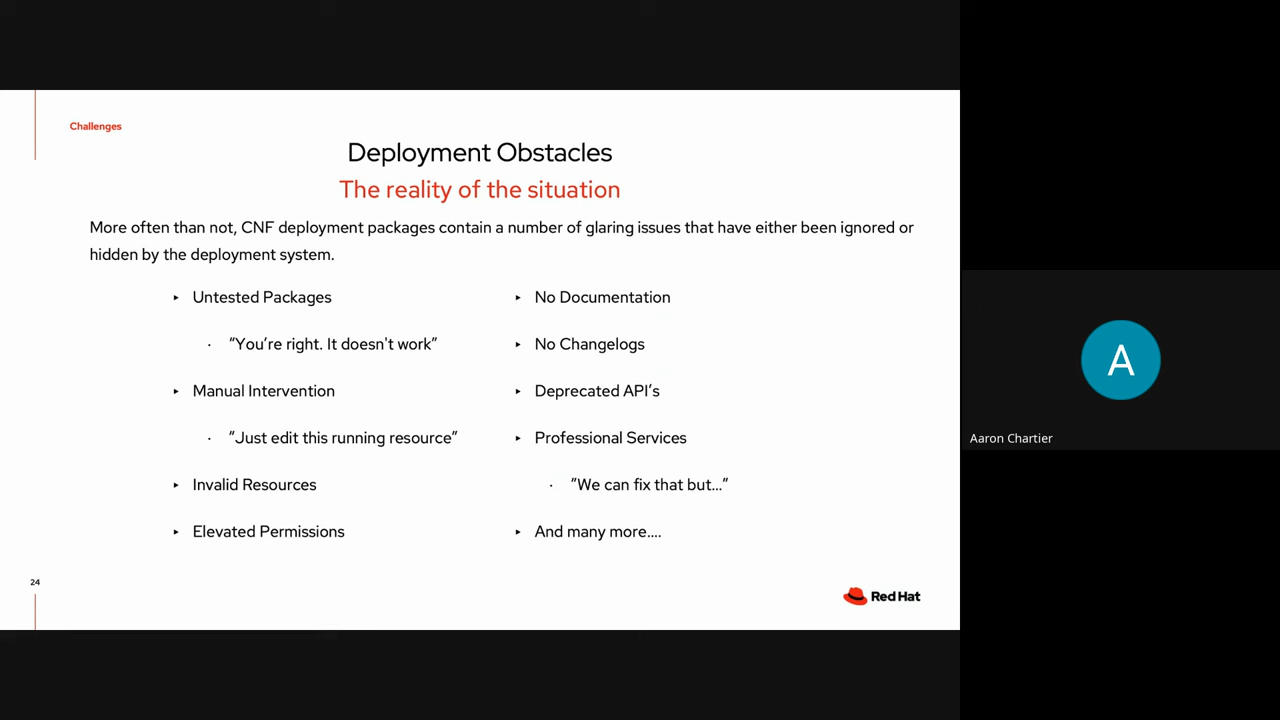 Challenges
Deployment Obstacles
The reality of the situation
More often than not, CNF deployment packages contain a number of glaring issues that have either been ignored or
hidden by the deployment system.
▸ Untested Packages
· “You’re right. It doesn't work”
▸ Manual Intervention
· “Just edit this running resource”
▸ Invalid Resources
▸ Elevated Permissions
▸ No Documentation
▸ No Changelogs
▸ Deprecated API’s
▸ Professional Services
· “We can fix that but...”
▸ And many more....
24
Red Hat
A
Aaron Chartier